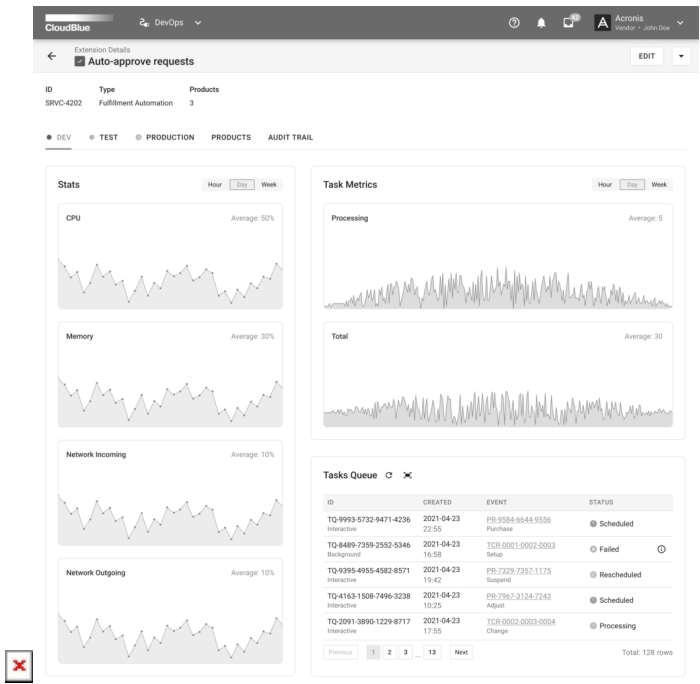 CloudBlue
DevOps
42
Acronis
Vendor • John Doe
Extension Details
Auto-approve requests
EDIT
ID
Type
Products
SRVC-4202
Fulfillment Automation
3
DEV
TEST
PRODUCTION
PRODUCTS
AUDIT TRAIL
Stats
Hour Day Week
CPU
Average: 50%
Memory
Average: 30%
Network Incoming
Average: 10%
Network Outgoing
Average: 10%
Task Metrics
Hour Day Week
Processing
Average: 5
Total
Average: 30
Tasks Queue
ID CREATED EVENT STATUS
TQ-9993-5732-9471-4236 2021-04-23 PR-9584-6644-9556 Scheduled
Interactive 22:55 Purchase
TQ-8489-7359-2552-5346 2021-04-23 TCR-0001-0002-0003 Failed
Background 16:58 Setup
TQ-9395-4955-4582-8571 2021-04-23 PR-7329-7357-1175 Rescheduled
Interactive 19:42 Suspend
TQ-4163-1508-7496-3238 2021-04-23 PR-7967-3124-7243 Scheduled
Interactive 10:25 Adjust
TQ-2091-3890-1229-8717 2021-04-23 TCR-0002-0003-0004 Processing
Interactive 17:55 Change
Previous 1 2 3 ... 13 Next Total: 128 rows